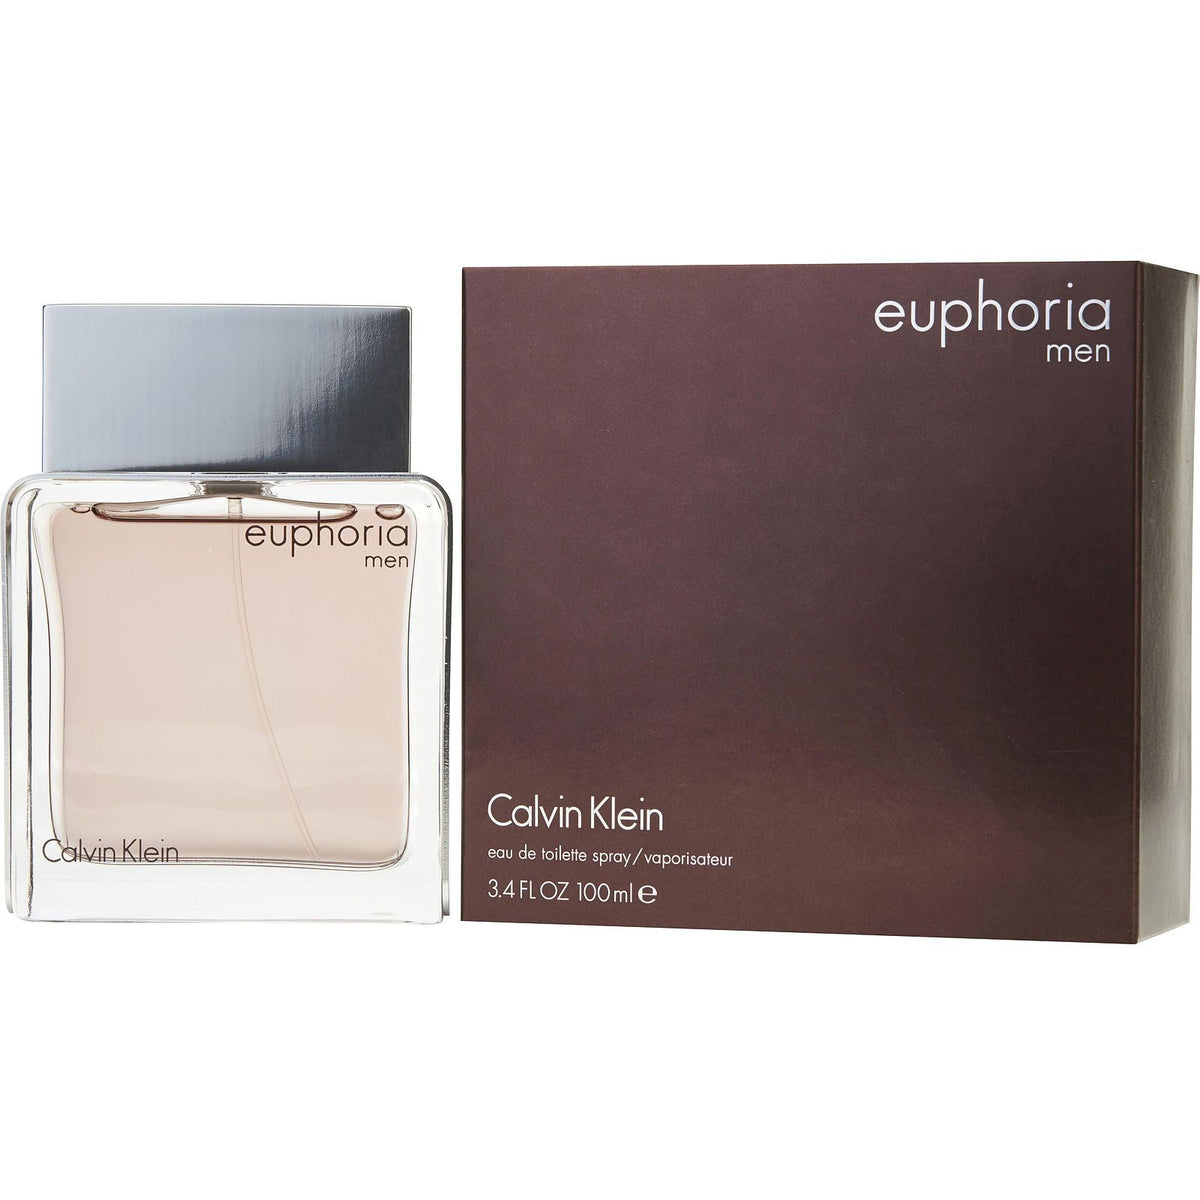 euphoria
men
Calvin Klein
euphoria
men
Calvin Klein
eau de toilette spray/vaporisateur
3.4 FL OZ 100 ml ℮